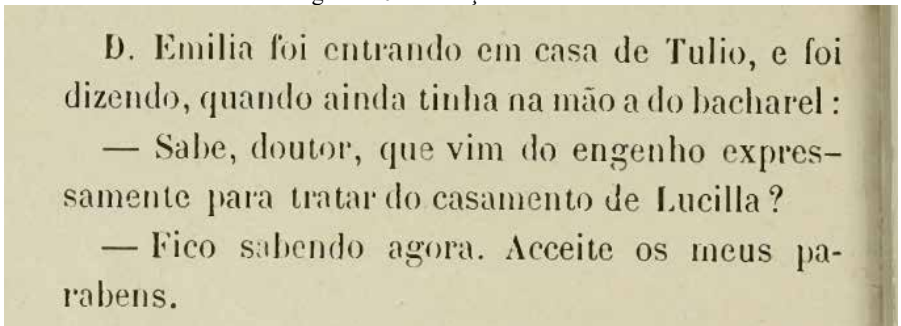 D. Emilia foi entrando em casa de Tulio, e foi
dizendo, quando ainda tinha na mão a do bacharel :
— Sabe, doutor, que vim do engenho expres-
samente para tratar do casamento de Lucilla ?
— Fico sabendo agora. Acceite os meus pa-
rabens.